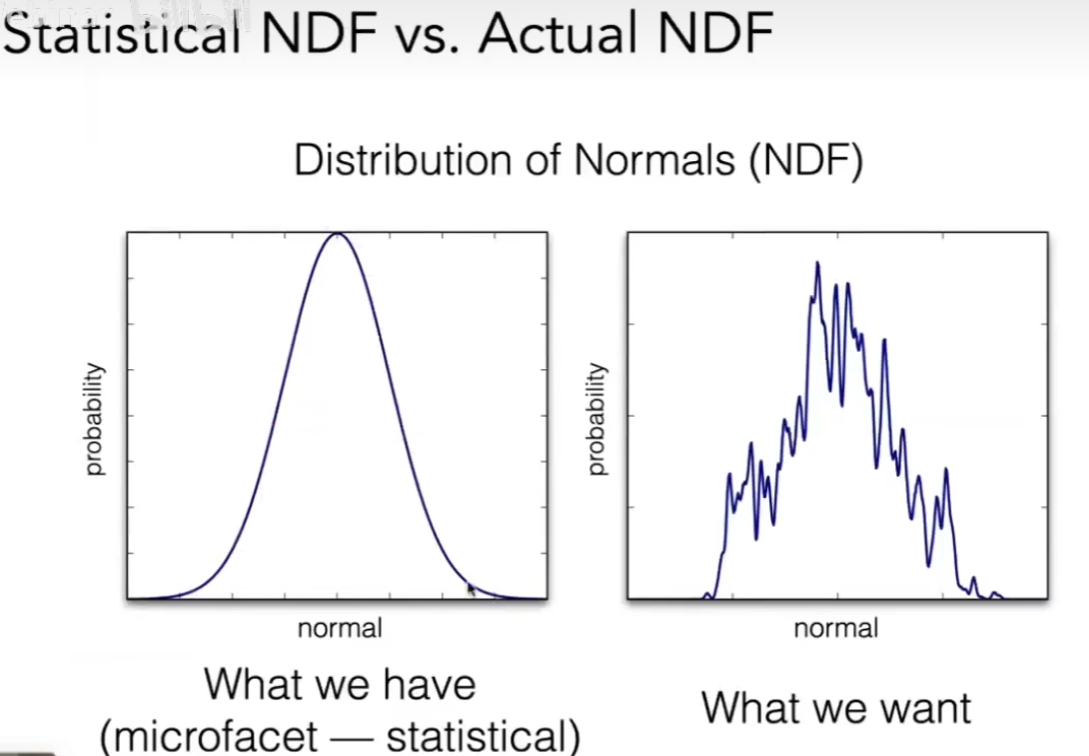 Statistical NDF vs. Actual NDF
Distribution of Normals (NDF)
probability
normal
probability
normal
What we have
(microfacet — statistical)
What we want